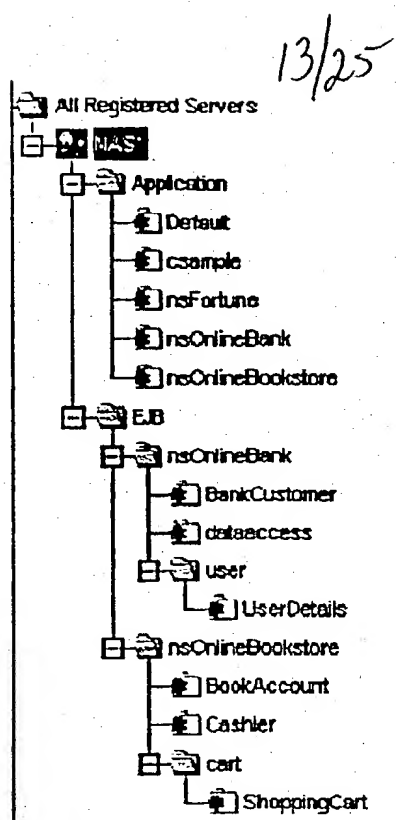 13/25
All Registered Servers
NAS1
Application
Default
csample
nsFortune
nsOnlineBank
nsOnlineBookstore
EJB
nsOnlineBank
BankCustomer
dataaccess
user
UserDetails
nsOnlineBookstore
BookAccount
Cashier
cart
ShoppingCart